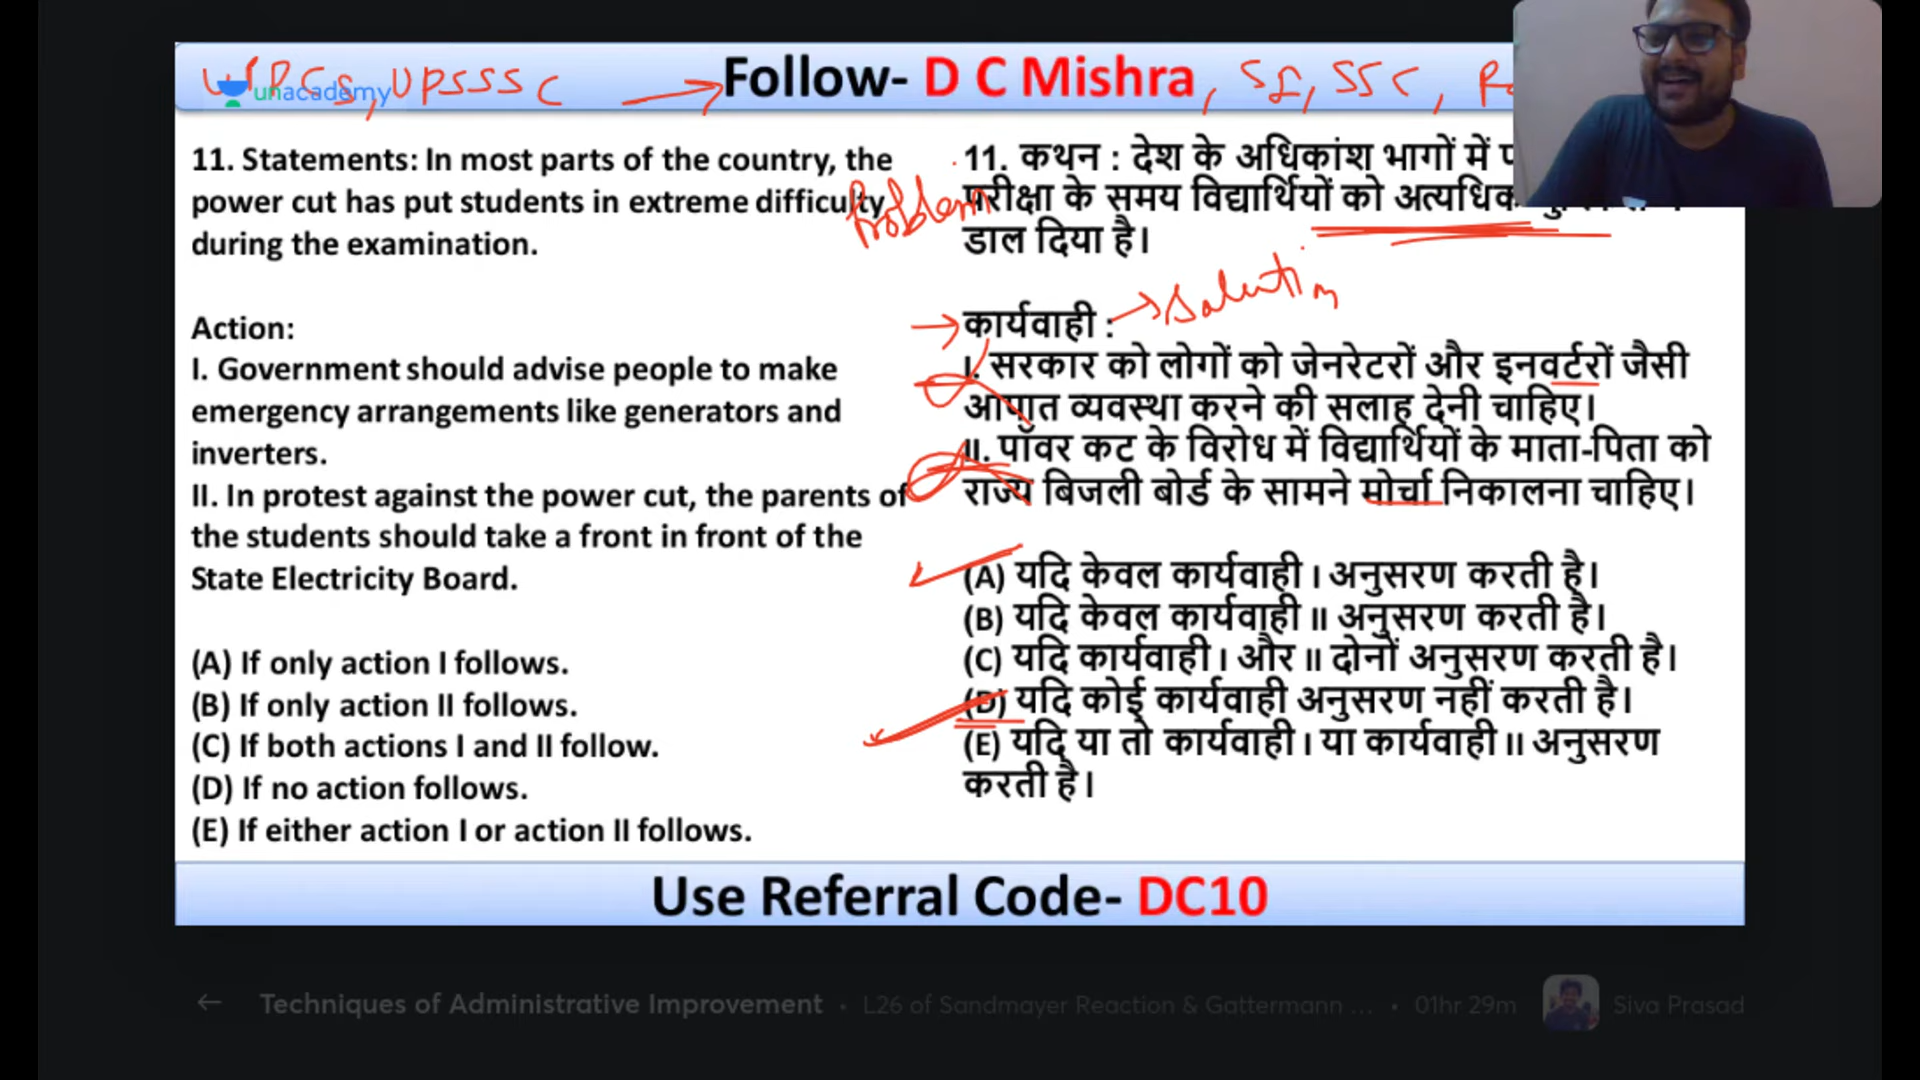 UPPCS, UPSSSC → Follow- D C Mishra, SI, SSC,
unacademy
11. Statements: In most parts of the country, the
power cut has put students in extreme difficulty
during the examination.
Action:
I. Government should advise people to make
emergency arrangements like generators and
inverters.
II. In protest against the power cut, the parents of
the students should take a front in front of the
State Electricity Board.
(A) If only action I follows.
(B) If only action II follows.
(C) If both actions I and II follow.
(D) If no action follows.
(E) If either action I or action II follows.
Problem
11. कथन : देश के अधिकांश भागों में
परीक्षा के समय विद्यार्थियों को
डाल दिया है।
→ कार्यवाही : → Solution
I. सरकार को लोगों को जेनरेटरों और इनवर्टरों जैसी
आपात व्यवस्था करने की सलाह देनी चाहिए।
II. पॉवर कट के विरोध में विद्यार्थियों के माता-पिता को
राज्य बिजली बोर्ड के सामने मोर्चा निकालना चाहिए।
(A) यदि केवल कार्यवाही I अनुसरण करती है।
(B) यदि केवल कार्यवाही II अनुसरण करती है।
(C) यदि कार्यवाही I और II दोनों अनुसरण करती है।
(D) यदि कोई कार्यवाही अनुसरण नहीं करती है।
(E) यदि या तो कार्यवाही I या कार्यवाही II अनुसरण
करती है।
Use Referral Code- DC10
← Techniques of Administrative Improvement • L26 of Sandmayer Reaction & Gattermann ... • 01hr 29m Siva Prasad